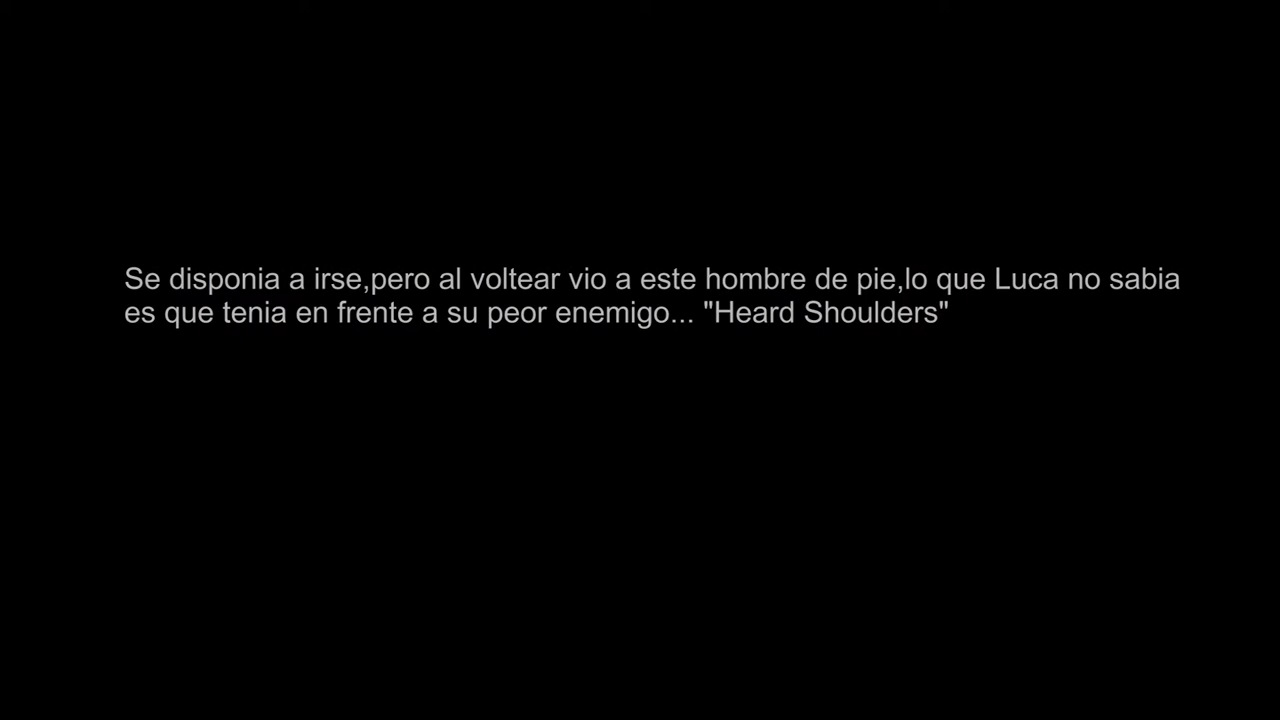 Se disponia a irse,pero al voltear vio a este hombre de pie,lo que Luca no sabia
es que tenia en frente a su peor enemigo... "Heard Shoulders"